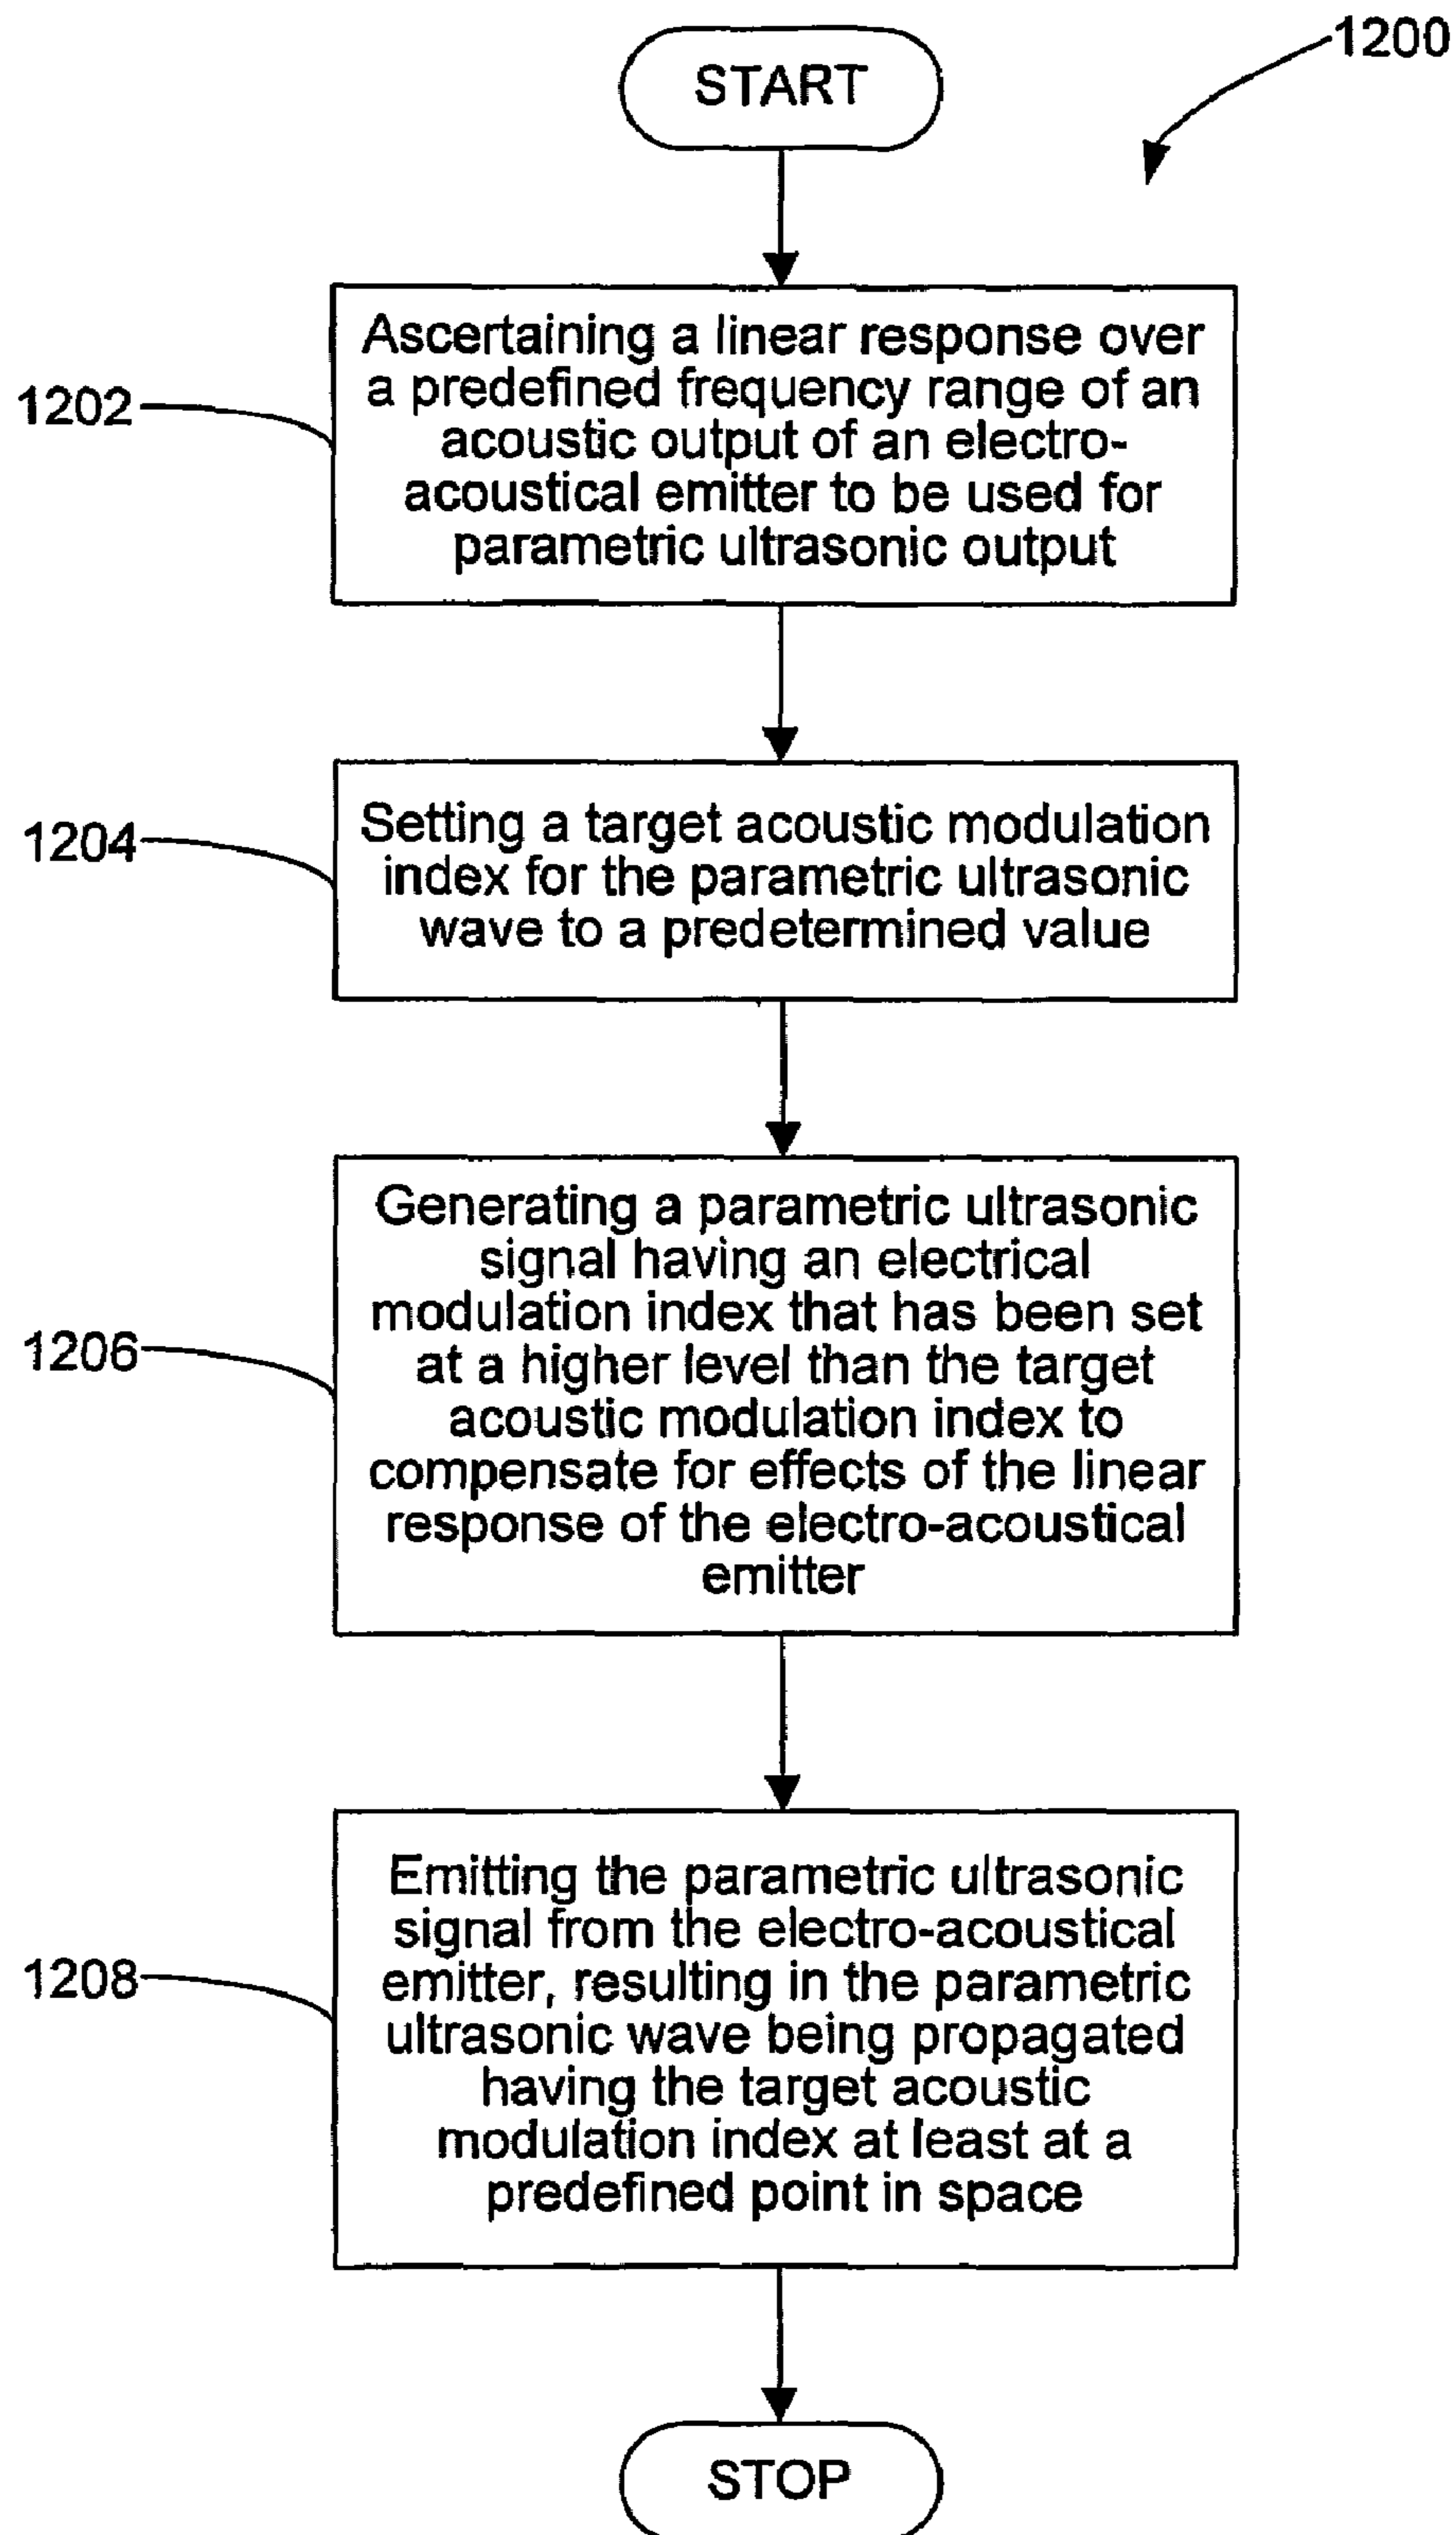 1200
START
1202
Ascertaining a linear response over
a predefined frequency range of an
acoustic output of an electro-
acoustical emitter to be used for
parametric ultrasonic output
1204
Setting a target acoustic modulation
index for the parametric ultrasonic
wave to a predetermined value
1206
Generating a parametric ultrasonic
signal having an electrical
modulation index that has been set
at a higher level than the target
acoustic modulation index to
compensate for effects of the linear
response of the electro-acoustical
emitter
1208
Emitting the parametric ultrasonic
signal from the electro-acoustical
emitter, resulting in the parametric
ultrasonic wave being propagated
having the target acoustic
modulation index at least at a
predefined point in space
STOP